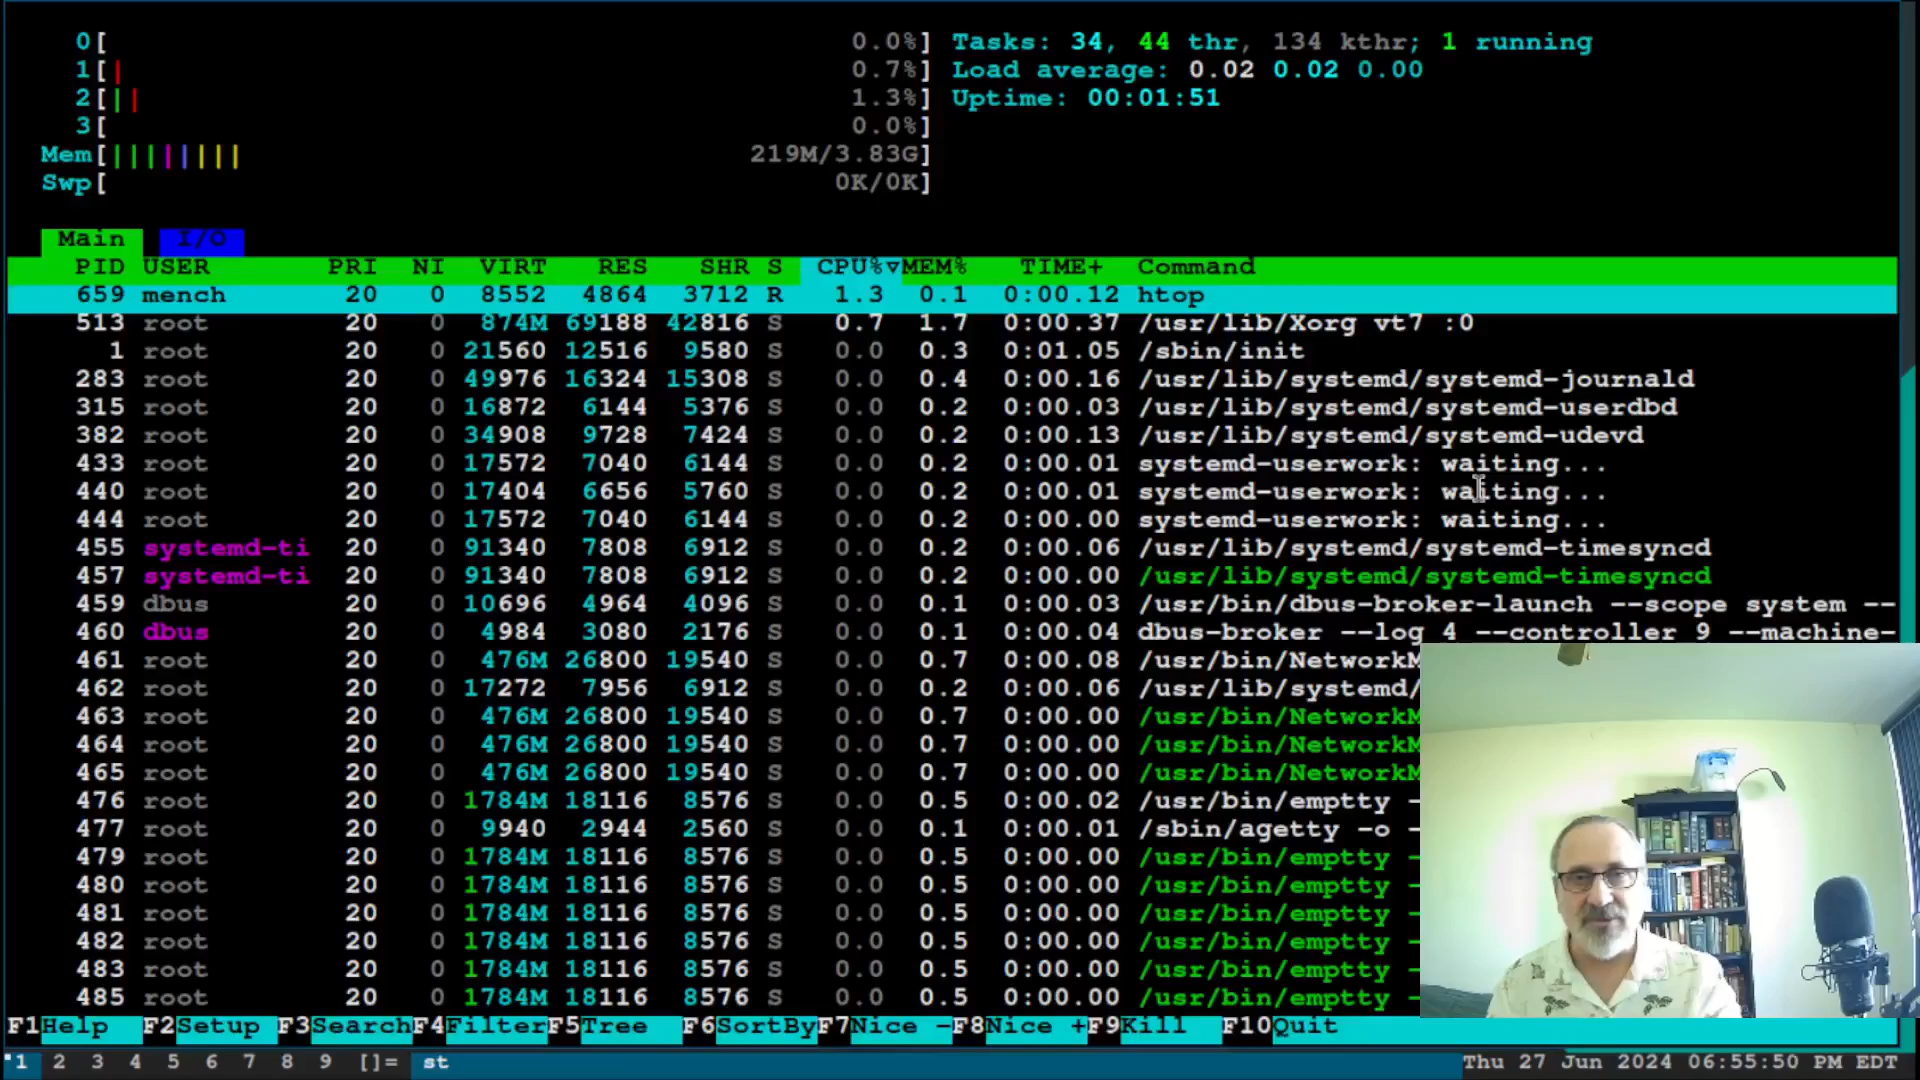 0[ 0.0%] Tasks: 34, 44 thr, 134 kthr; 1 running
1[| 0.7%] Load average: 0.02 0.02 0.00
2[|| 1.3%] Uptime: 00:01:51
3[ 0.0%]
Mem[|||||||| 219M/3.83G]
Swp[ 0K/0K]
Main I/O
PID USER PRI NI VIRT RES SHR S CPU%▽MEM% TIME+ Command
659 mench 20 0 8552 4864 3712 R 1.3 0.1 0:00.12 htop
513 root 20 0 874M 69188 42816 S 0.7 1.7 0:00.37 /usr/lib/Xorg vt7 :0
1 root 20 0 21560 12516 9580 S 0.0 0.3 0:01.05 /sbin/init
283 root 20 0 49976 16324 15308 S 0.0 0.4 0:00.16 /usr/lib/systemd/systemd-journald
315 root 20 0 16872 6144 5376 S 0.0 0.2 0:00.03 /usr/lib/systemd/systemd-userdbd
382 root 20 0 34908 9728 7424 S 0.0 0.2 0:00.13 /usr/lib/systemd/systemd-udevd
433 root 20 0 17572 7040 6144 S 0.0 0.2 0:00.01 systemd-userwork: waiting...
440 root 20 0 17404 6656 5760 S 0.0 0.2 0:00.01 systemd-userwork: waiting...
444 root 20 0 17572 7040 6144 S 0.0 0.2 0:00.00 systemd-userwork: waiting...
455 systemd-ti 20 0 91340 7808 6912 S 0.0 0.2 0:00.06 /usr/lib/systemd/systemd-timesyncd
457 systemd-ti 20 0 91340 7808 6912 S 0.0 0.2 0:00.00 /usr/lib/systemd/systemd-timesyncd
459 dbus 20 0 10696 4964 4096 S 0.0 0.1 0:00.03 /usr/bin/dbus-broker-launch --scope system --
460 dbus 20 0 4984 3080 2176 S 0.0 0.1 0:00.04 dbus-broker --log 4 --controller 9 --machine-
461 root 20 0 476M 26800 19540 S 0.0 0.7 0:00.08 /usr/bin/NetworkM
462 root 20 0 17272 7956 6912 S 0.0 0.2 0:00.06 /usr/lib/systemd/
463 root 20 0 476M 26800 19540 S 0.0 0.7 0:00.00 /usr/bin/NetworkM
464 root 20 0 476M 26800 19540 S 0.0 0.7 0:00.00 /usr/bin/NetworkM
465 root 20 0 476M 26800 19540 S 0.0 0.7 0:00.00 /usr/bin/NetworkM
476 root 20 0 1784M 18116 8576 S 0.0 0.5 0:00.02 /usr/bin/emptty -
477 root 20 0 9940 2944 2560 S 0.0 0.1 0:00.01 /sbin/agetty -o -
479 root 20 0 1784M 18116 8576 S 0.0 0.5 0:00.00 /usr/bin/emptty -
480 root 20 0 1784M 18116 8576 S 0.0 0.5 0:00.00 /usr/bin/emptty -
481 root 20 0 1784M 18116 8576 S 0.0 0.5 0:00.00 /usr/bin/emptty -
482 root 20 0 1784M 18116 8576 S 0.0 0.5 0:00.00 /usr/bin/emptty -
483 root 20 0 1784M 18116 8576 S 0.0 0.5 0:00.00 /usr/bin/emptty -
485 root 20 0 1784M 18116 8576 S 0.0 0.5 0:00.00 /usr/bin/emptty -
F1Help F2Setup F3SearchF4FilterF5Tree F6SortByF7Nice -F8Nice +F9Kill F10Quit
1 2 3 4 5 6 7 8 9 []= st Thu 27 Jun 2024 06:55:50 PM EDT